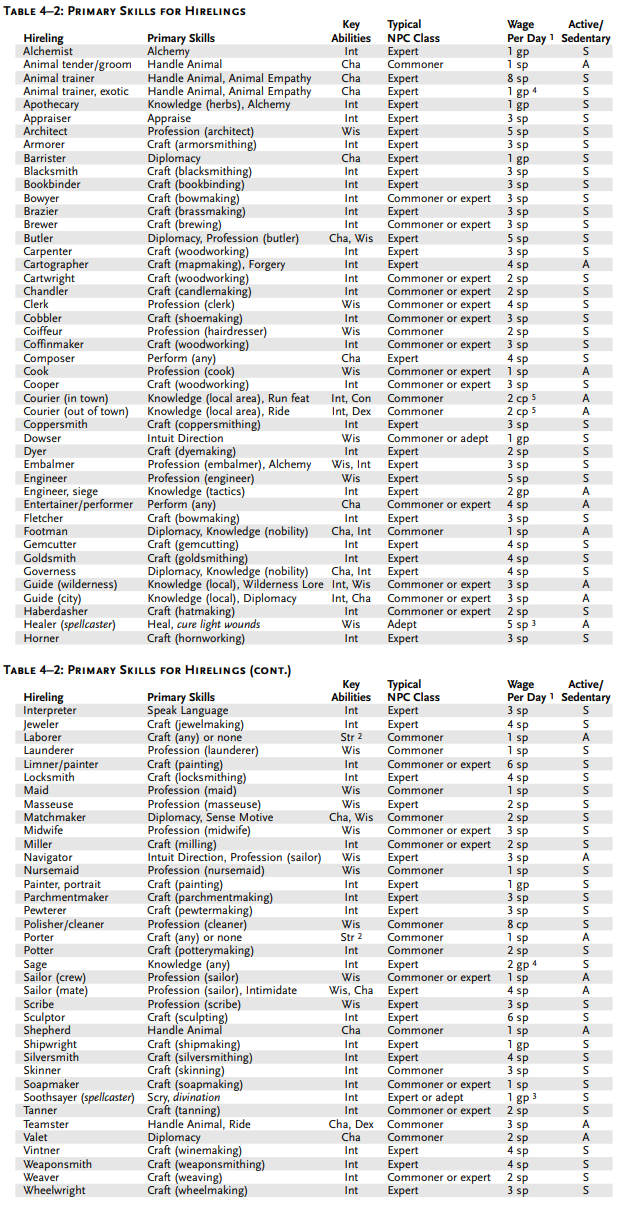 TABLE 4–2: PRIMARY SKILLS FOR HIRELINGS
Key Typical Wage Active/
Hireling Primary Skills Abilities NPC Class Per Day 1 Sedentary
Alchemist Alchemy Int Expert 1 gp S
Animal tender/groom Handle Animal Cha Commoner 1 sp A
Animal trainer Handle Animal, Animal Empathy Cha Expert 8 sp S
Animal trainer, exotic Handle Animal, Animal Empathy Cha Expert 1 gp 4 S
Apothecary Knowledge (herbs), Alchemy Int Expert 1 gp S
Appraiser Appraise Int Expert 3 sp S
Architect Profession (architect) Wis Expert 5 sp S
Armorer Craft (armorsmithing) Int Expert 3 sp S
Barrister Diplomacy Cha Expert 1 gp S
Blacksmith Craft (blacksmithing) Int Expert 3 sp S
Bookbinder Craft (bookbinding) Int Expert 3 sp S
Bowyer Craft (bowmaking) Int Commoner or expert 3 sp S
Brazier Craft (brassmaking) Int Expert 3 sp S
Brewer Craft (brewing) Int Commoner or expert 3 sp S
Butler Diplomacy, Profession (butler) Cha, Wis Expert 5 sp S
Carpenter Craft (woodworking) Int Expert 3 sp S
Cartographer Craft (mapmaking), Forgery Int Expert 4 sp A
Cartwright Craft (woodworking) Int Commoner or expert 2 sp S
Chandler Craft (candlemaking) Int Commoner or expert 2 sp S
Clerk Profession (clerk) Wis Commoner or expert 4 sp S
Cobbler Craft (shoemaking) Int Commoner or expert 3 sp S
Coiffeur Profession (hairdresser) Wis Commoner 2 sp S
Coffinmaker Craft (woodworking) Int Commoner or expert 3 sp S
Composer Perform (any) Cha Expert 4 sp S
Cook Profession (cook) Wis Commoner or expert 1 sp A
Cooper Craft (woodworking) Int Commoner or expert 3 sp S
Courier (in town) Knowledge (local area), Run feat Int, Con Commoner 2 cp 5 A
Courier (out of town) Knowledge (local area), Ride Int, Dex Commoner 2 cp 5 A
Coppersmith Craft (coppersmithing) Int Expert 3 sp S
Dowser Intuit Direction Wis Commoner or adept 1 gp S
Dyer Craft (dyemaking) Int Expert 2 sp S
Embalmer Profession (embalmer), Alchemy Wis, Int Expert 3 sp S
Engineer Profession (engineer) Wis Expert 5 sp S
Engineer, siege Knowledge (tactics) Int Expert 2 gp A
Entertainer/performer Perform (any) Cha Commoner or expert 4 sp A
Fletcher Craft (bowmaking) Int Expert 3 sp S
Footman Diplomacy, Knowledge (nobility) Cha, Int Commoner 1 sp A
Gemcutter Craft (gemcutting) Int Expert 4 sp S
Goldsmith Craft (goldsmithing) Int Expert 4 sp S
Governess Diplomacy, Knowledge (nobility) Cha, Int Expert 4 sp S
Guide (wilderness) Knowledge (local), Wilderness Lore Int, Wis Commoner or expert 3 sp A
Guide (city) Knowledge (local), Diplomacy Int, Cha Commoner or expert 3 sp A
Haberdasher Craft (hatmaking) Int Commoner or expert 2 sp S
Healer (spellcaster) Heal, cure light wounds Wis Adept 5 sp 3 A
Horner Craft (hornworking) Int Expert 3 sp S
TABLE 4–2: PRIMARY SKILLS FOR HIRELINGS (CONT.)
Key Typical Wage Active/
Hireling Primary Skills Abilities NPC Class Per Day 1 Sedentary
Interpreter Speak Language Int Expert 3 sp S
Jeweler Craft (jewelmaking) Int Expert 4 sp S
Laborer Craft (any) or none Str 2 Commoner 1 sp A
Launderer Profession (launderer) Wis Commoner 1 sp S
Limner/painter Craft (painting) Int Commoner or expert 6 sp S
Locksmith Craft (locksmithing) Int Expert 4 sp S
Maid Profession (maid) Wis Commoner 1 sp S
Masseuse Profession (masseuse) Wis Expert 2 sp S
Matchmaker Diplomacy, Sense Motive Cha, Wis Commoner 2 sp S
Midwife Profession (midwife) Wis Commoner or expert 3 sp S
Miller Craft (milling) Int Commoner or expert 2 sp S
Navigator Intuit Direction, Profession (sailor) Wis Expert 3 sp A
Nursemaid Profession (nursemaid) Wis Commoner 1 sp S
Painter, portrait Craft (painting) Int Expert 1 gp S
Parchmentmaker Craft (parchmentmaking) Int Expert 3 sp S
Pewterer Craft (pewtermaking) Int Expert 3 sp S
Polisher/cleaner Profession (cleaner) Wis Commoner 8 cp S
Porter Craft (any) or none Str 2 Commoner 1 sp A
Potter Craft (potterymaking) Int Commoner 2 sp S
Sage Knowledge (any) Int Expert 2 gp 4 S
Sailor (crew) Profession (sailor) Wis Commoner or expert 1 sp A
Sailor (mate) Profession (sailor), Intimidate Wis, Cha Expert 4 sp A
Scribe Profession (scribe) Wis Expert 3 sp S
Sculptor Craft (sculpting) Int Expert 6 sp S
Shepherd Handle Animal Cha Commoner 1 sp A
Shipwright Craft (shipmaking) Int Expert 1 gp S
Silversmith Craft (silversmithing) Int Expert 4 sp S
Skinner Craft (skinning) Int Commoner 2 sp S
Soapmaker Craft (soapmaking) Int Commoner or expert 1 sp S
Soothsayer (spellcaster) Scry, divination Int Expert or adept 1 gp 3 S
Tanner Craft (tanning) Int Commoner or expert 2 sp S
Teamster Handle Animal, Ride Cha, Dex Commoner 3 sp A
Valet Diplomacy Cha Commoner 2 sp A
Vintner Craft (winemaking) Int Expert 4 sp S
Weaponsmith Craft (weaponsmithing) Int Expert 4 sp S
Weaver Craft (weaving) Int Commoner or expert 2 sp S
Wheelwright Craft (wheelmaking) Int Expert 3 sp S